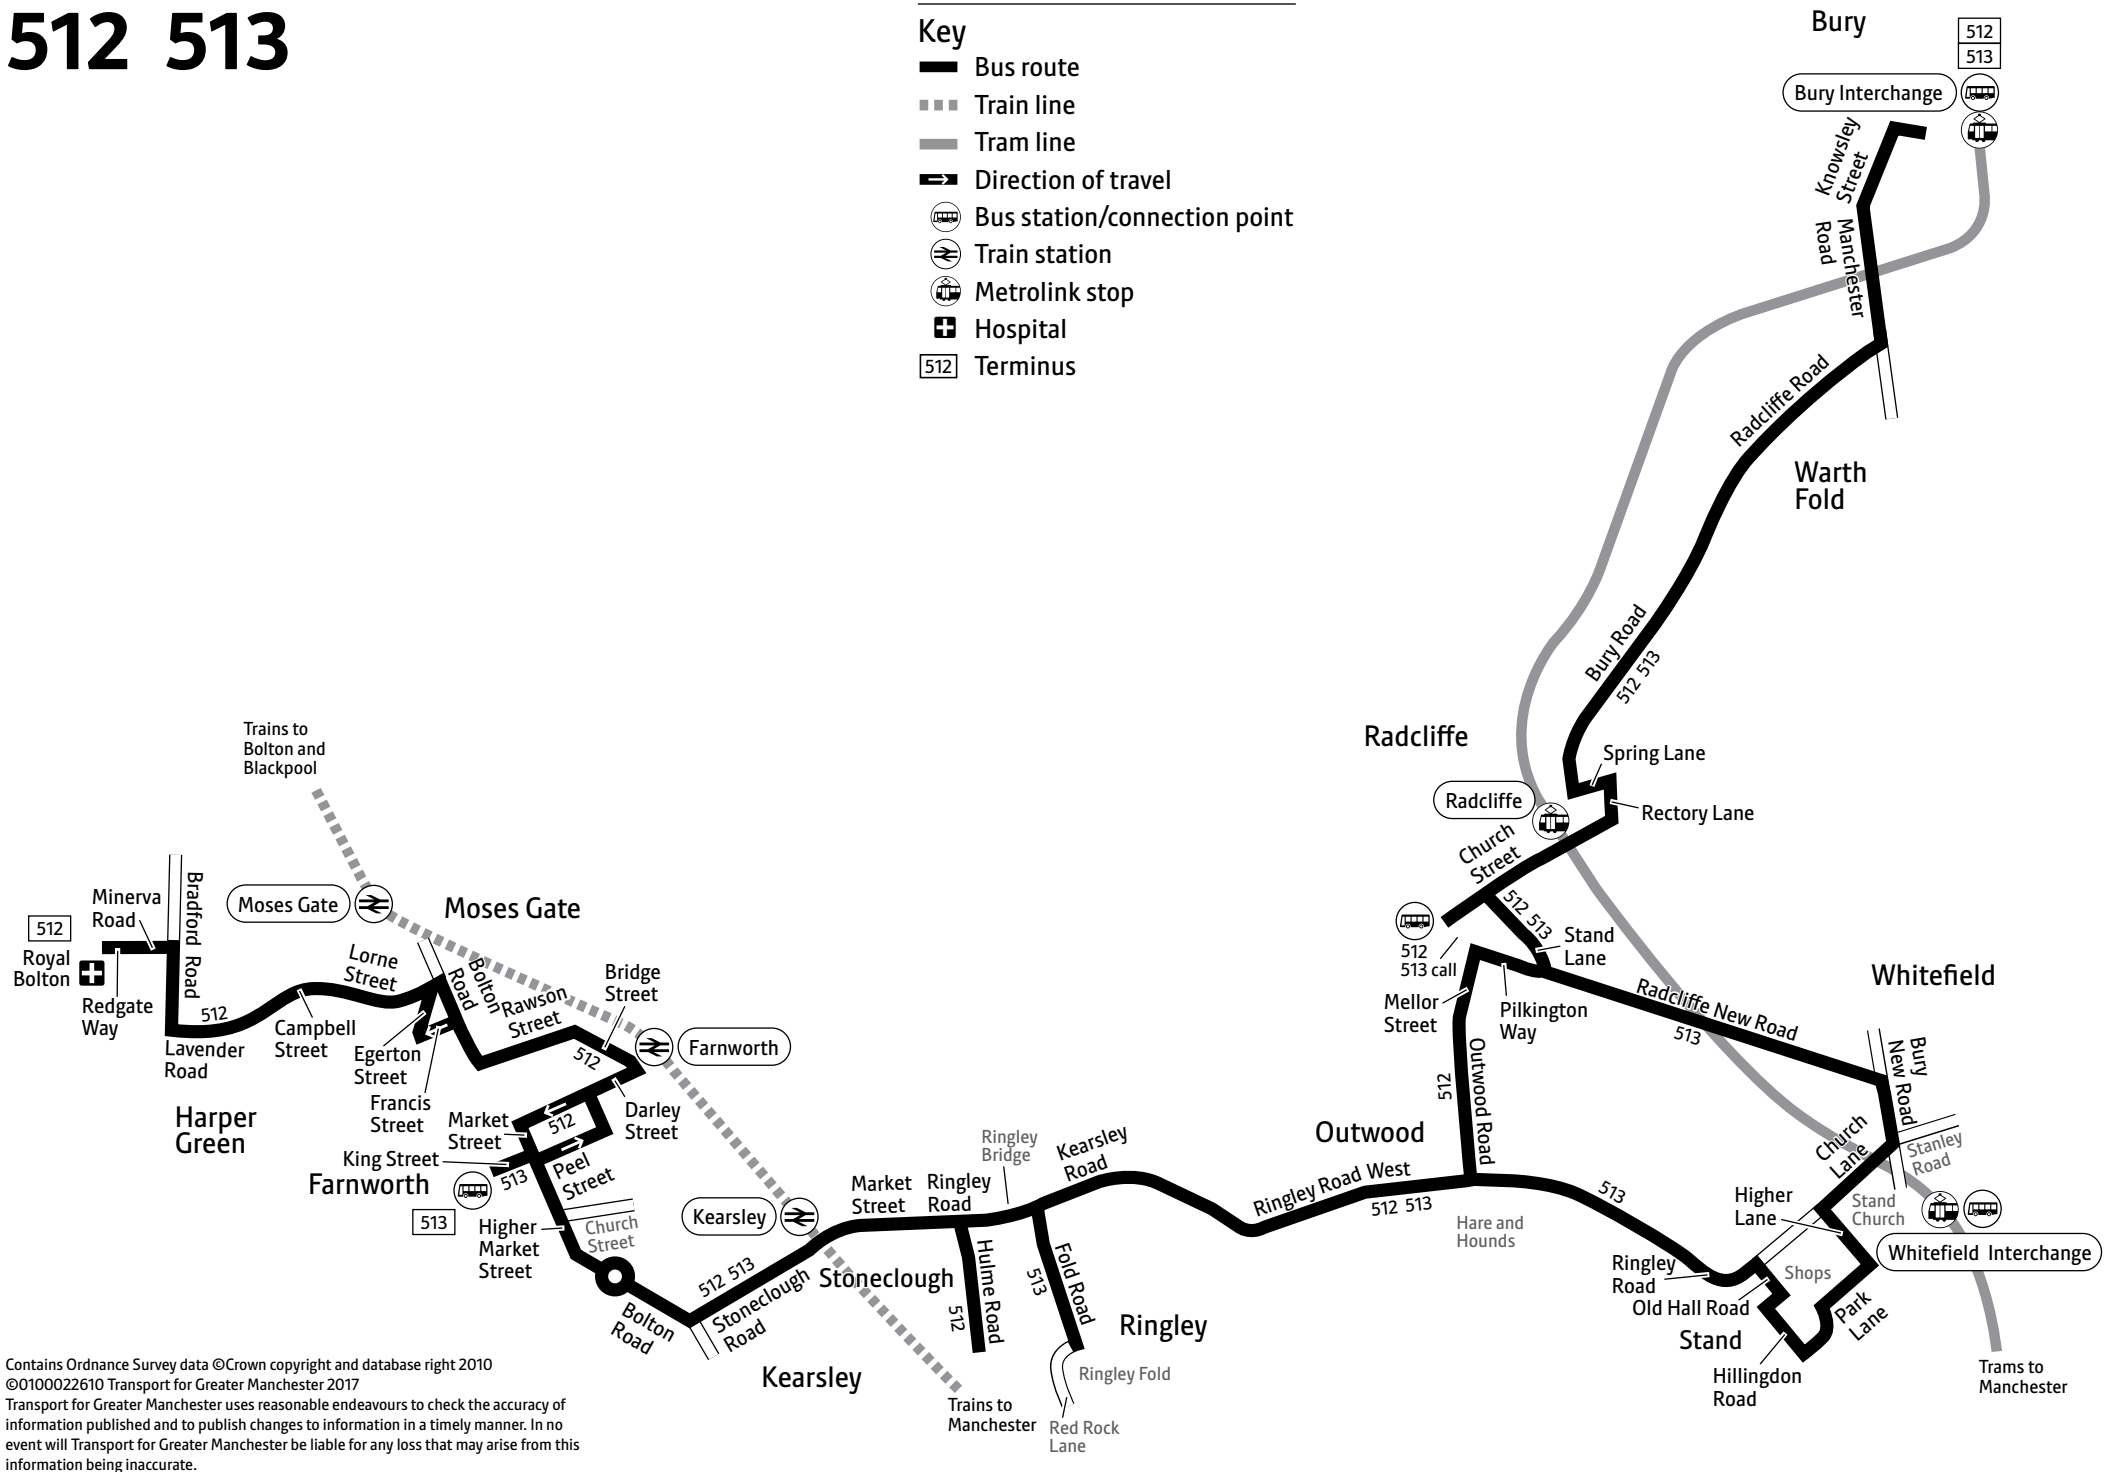 512 513
Key
Bus route
Train line
Tram line
Direction of travel
Bus station/connection point
Train station
Metrolink stop
Hospital
512 Terminus
Bury
512
513
Bury Interchange
Knowsley
Street
Manchester
Road
Radcliffe Road
Warth
Fold
Bury Road
512 513
Radcliffe
Spring Lane
Radcliffe
Rectory Lane
Church
Street
512 513
512
513 call
Stand
Lane
Mellor
Street
Pilkington
Way
Radcliffe New Road
513
Whitefield
Bury
New Road
Outwood Road
512
Outwood
Church
Lane
Stanley
Road
Higher
Lane
Stand
Church
Whitefield Interchange
Ringley Road West
512 513
Hare and
Hounds
513
Ringley
Road
Shops
Old Hall Road
Stand
Park
Lane
Hillingdon
Road
Trams to
Manchester
Trains to
Bolton and
Blackpool
Minerva
Road
Bradford Road
Moses Gate
Moses Gate
512
Royal
Bolton
Redgate
Way
Lorne
Street
Bolton
Road
Rawson
Street
Bridge
Street
512
Lavender
Road
Campbell
Street
Egerton
Street
Francis
Street
512
Farnworth
Harper
Green
Market
Street
512
Darley
Street
King Street
513
Peel
Street
Farnworth
513
Higher
Market
Street
Church
Street
Kearsley
Market
Street
Ringley
Road
Ringley
Bridge
Kearsley
Road
512 513
Stoneclough
Road
Stoneclough
Hulme Road
512
Fold Road
513
Ringley
Bolton
Road
Kearsley
Ringley Fold
Trains to
Manchester
Red Rock
Lane
Contains Ordnance Survey data ©Crown copyright and database right 2010
©0100022610 Transport for Greater Manchester 2017
Transport for Greater Manchester uses reasonable endeavours to check the accuracy of
information published and to publish changes to information in a timely manner. In no
event will Transport for Greater Manchester be liable for any loss that may arise from this
information being inaccurate.